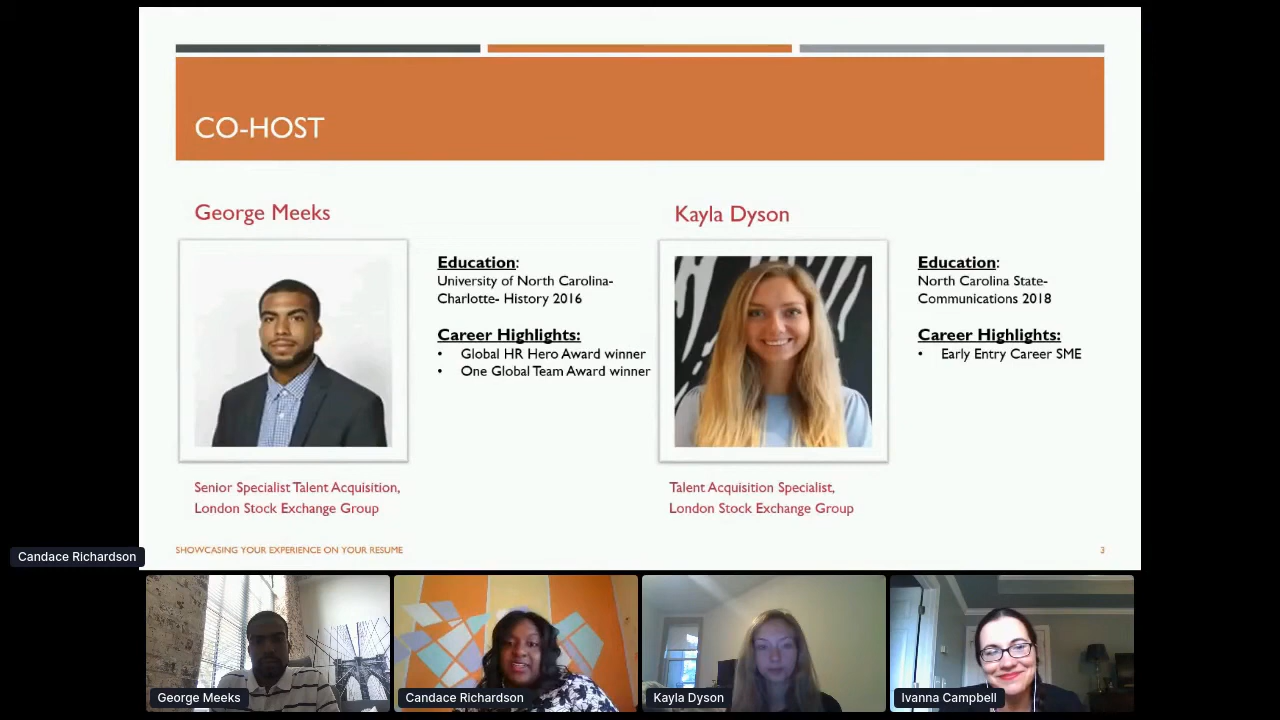 CO-HOST
George Meeks
Education:
University of North Carolina-
Charlotte- History 2016
Career Highlights:
• Global HR Hero Award winner
• One Global Team Award winner
Senior Specialist Talent Acquisition,
London Stock Exchange Group
Kayla Dyson
Education:
North Carolina State-
Communications 2018
Career Highlights:
• Early Entry Career SME
Talent Acquisition Specialist,
London Stock Exchange Group
SHOWCASING YOUR EXPERIENCE ON YOUR RESUME
3
Candace Richardson
George Meeks
Candace Richardson
Kayla Dyson
Ivanna Campbell